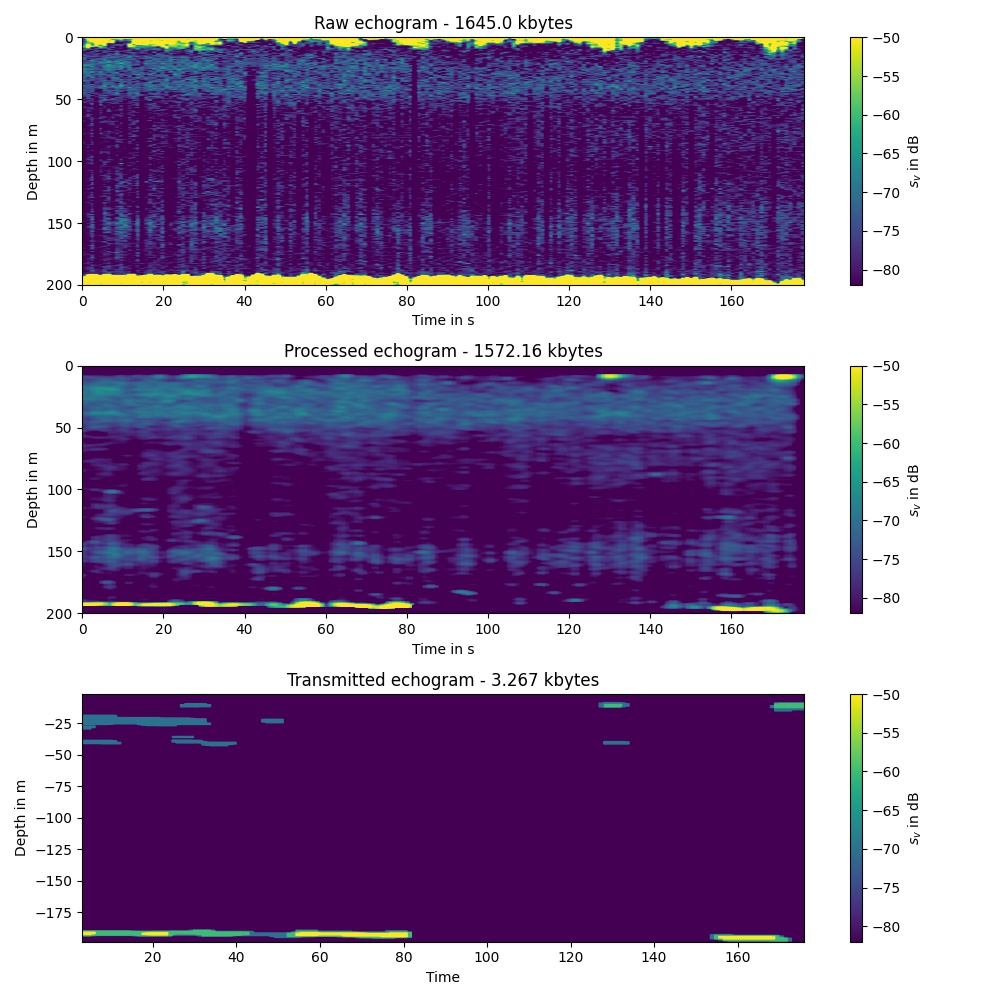 Raw echogram - 1645.0 kbytes
0
50
100
150
200
Depth in m
0 20 40 60 80 100 120 140 160
Time in s
−50
−55
−60
−65
−70
−75
−80
sv in dB
Processed echogram - 1572.16 kbytes
0
50
100
150
200
Depth in m
0 20 40 60 80 100 120 140 160
Time in s
−50
−55
−60
−65
−70
−75
−80
sv in dB
Transmitted echogram - 3.267 kbytes
−25
−50
−75
−100
−125
−150
−175
Depth in m
20 40 60 80 100 120 140 160
Time
−50
−55
−60
−65
−70
−75
−80
sv in dB